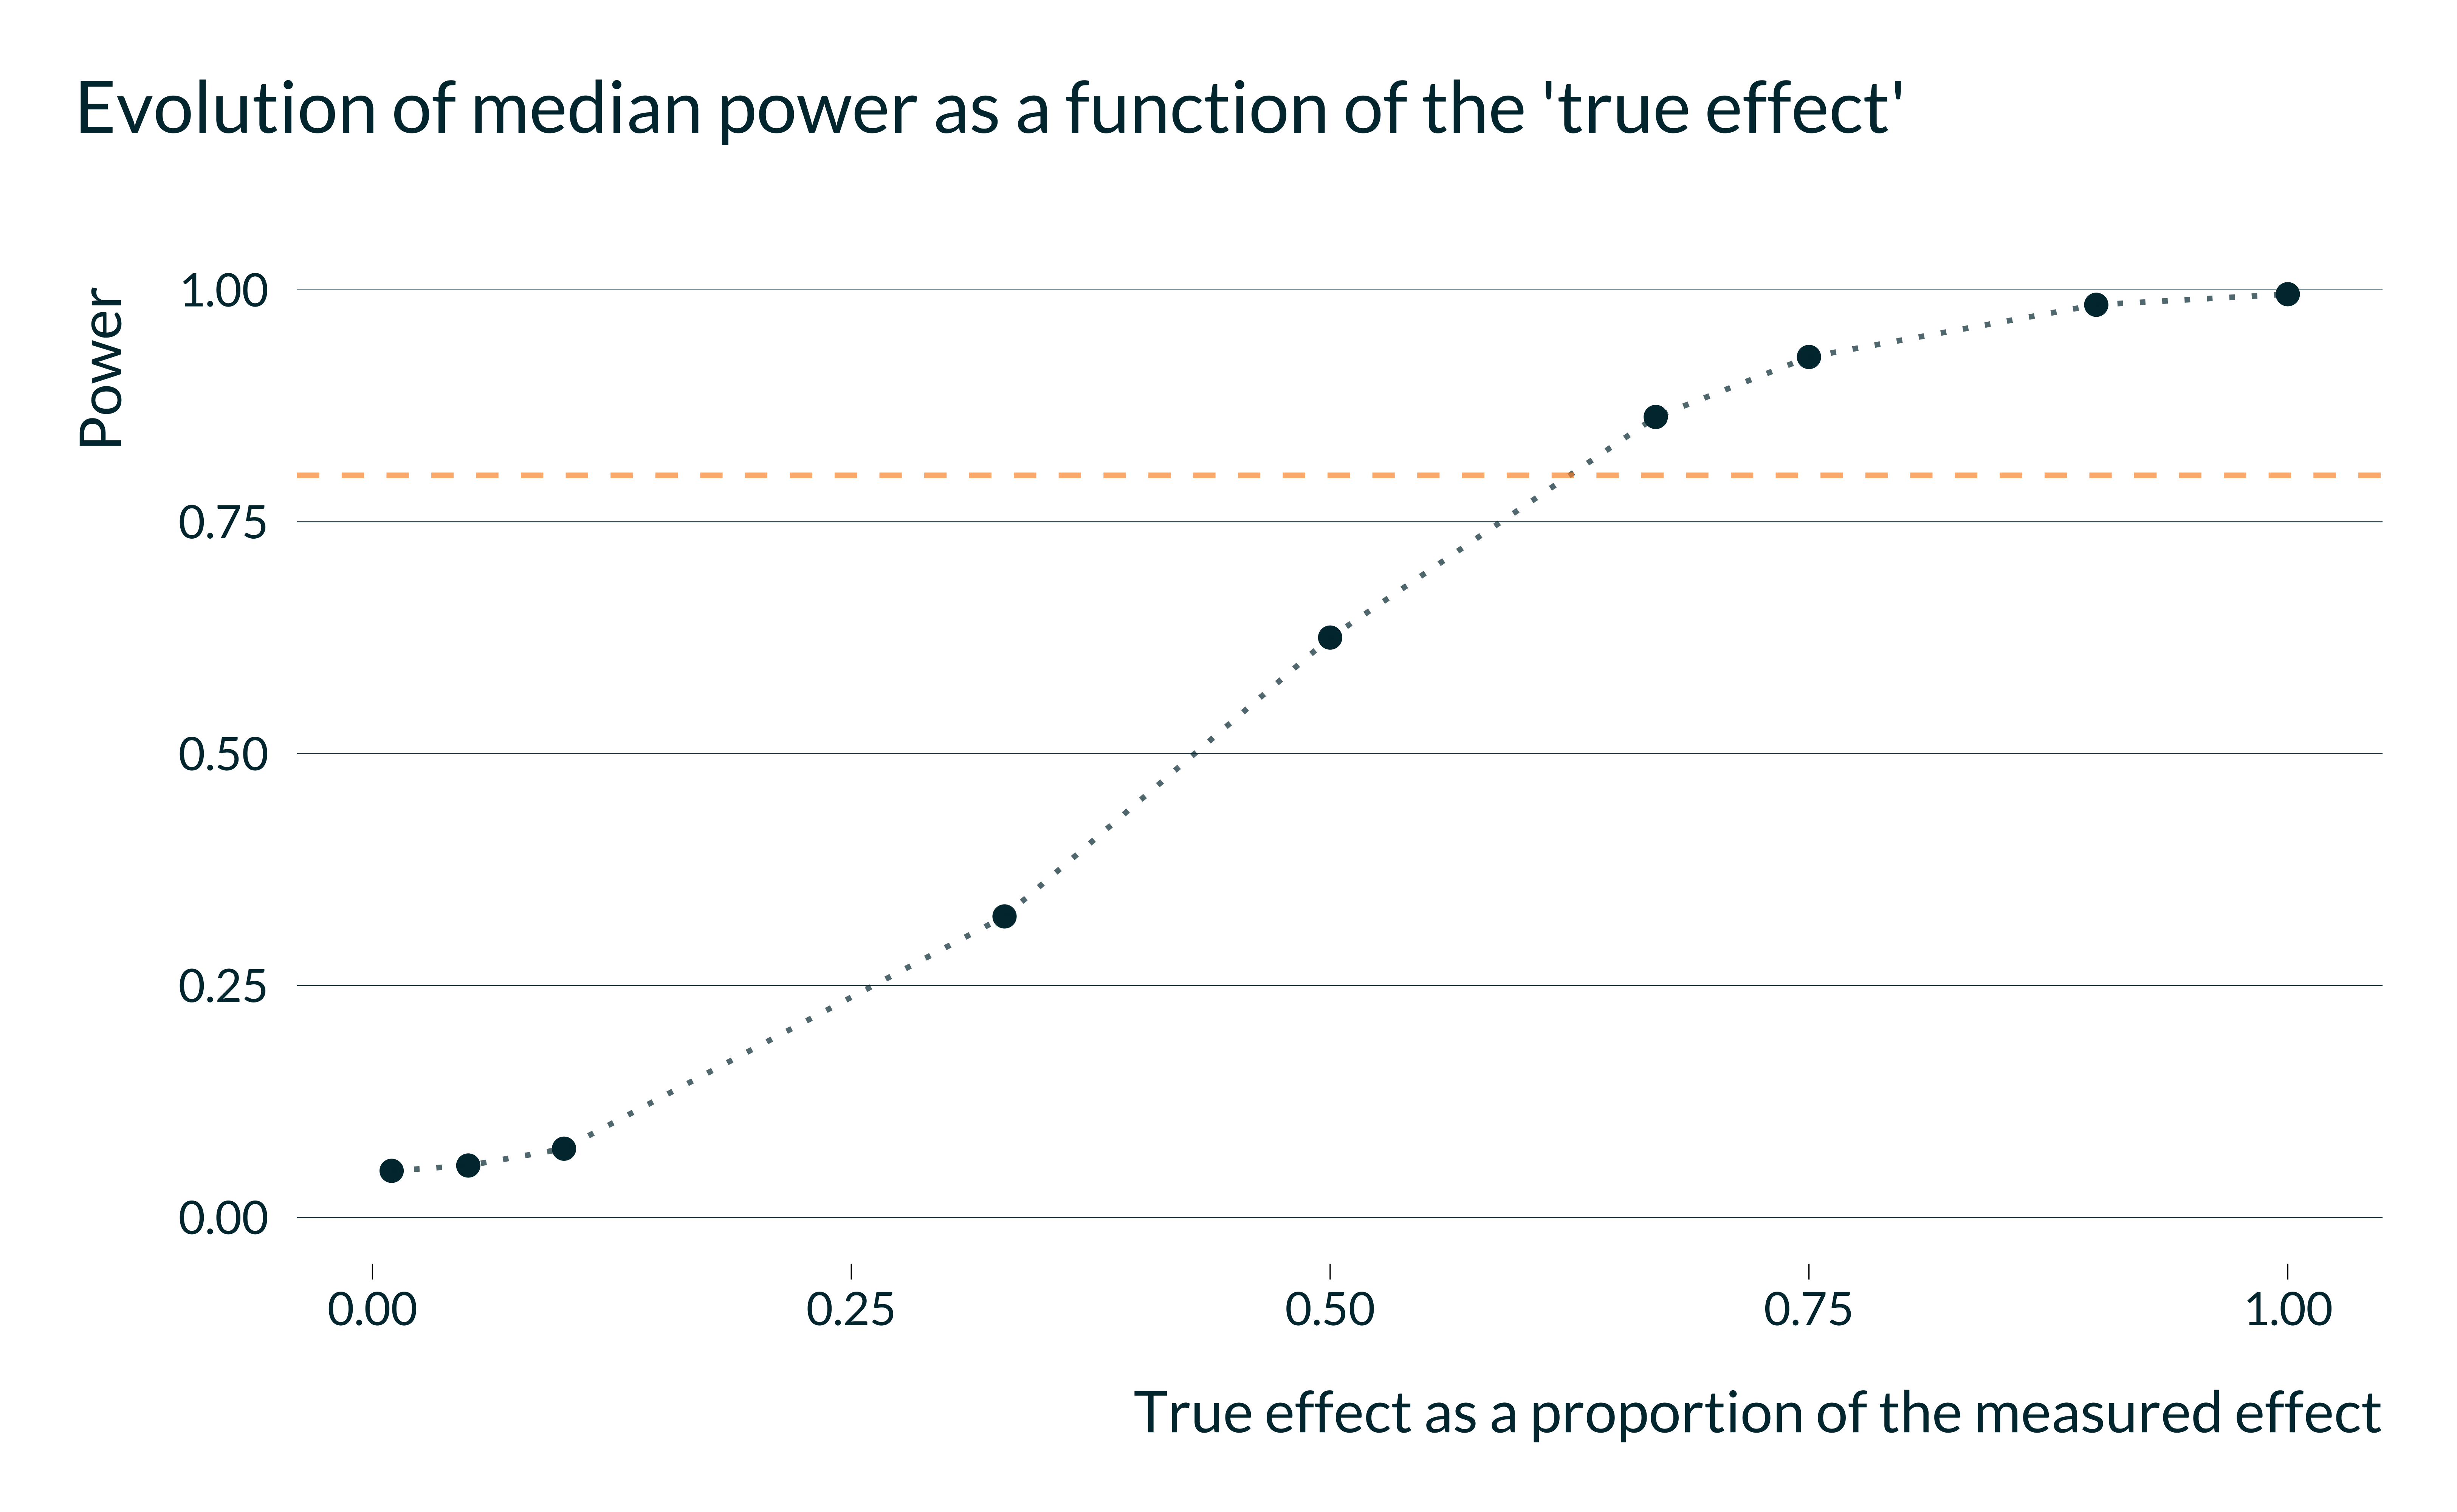 Evolution of median power as a function of the 'true effect'
Power
1.00
0.75
0.50
0.25
0.00
0.00 0.25 0.50 0.75 1.00
True effect as a proportion of the measured effect